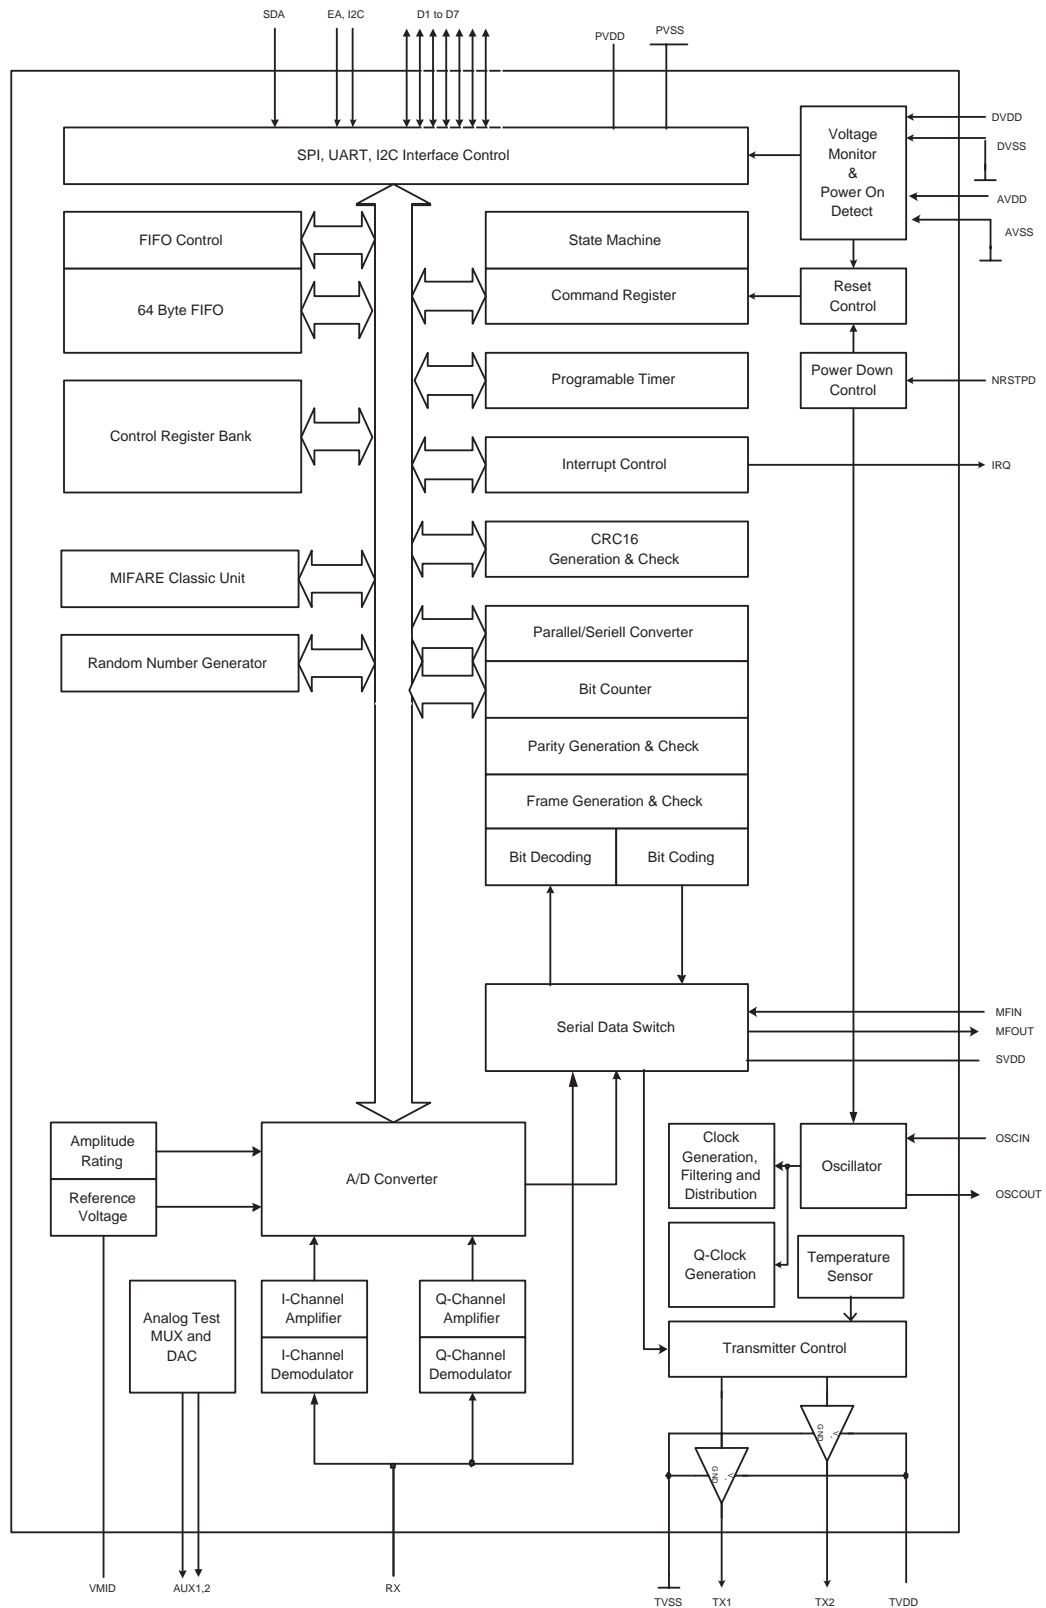 SDA
EA, I2C
D1 to D7
PVDD
PVSS
SPI, UART, I2C Interface Control
Voltage
Monitor
&
Power On
Detect
DVDD
DVSS
AVDD
AVSS
FIFO Control
64 Byte FIFO
State Machine
Command Register
Reset
Control
Programable Timer
Power Down
Control
NRSTPD
Control Register Bank
Interrupt Control
IRQ
CRC16
Generation & Check
MIFARE Classic Unit
Random Number Generator
Parallel/Seriell Converter
Bit Counter
Parity Generation & Check
Frame Generation & Check
Bit Decoding
Bit Coding
Serial Data Switch
MFIN
MFOUT
SVDD
Amplitude
Rating
Reference
Voltage
A/D Converter
Clock
Generation,
Filtering and
Distribution
Oscillator
OSCIN
OSCOUT
Q-Clock
Generation
Temperature
Sensor
Analog Test
MUX and
DAC
I-Channel
Amplifier
I-Channel
Demodulator
Q-Channel
Amplifier
Q-Channel
Demodulator
Transmitter Control
GND
V+
GND
V+
VMID
AUX1,2
RX
TVSS
TX1
TX2
TVDD